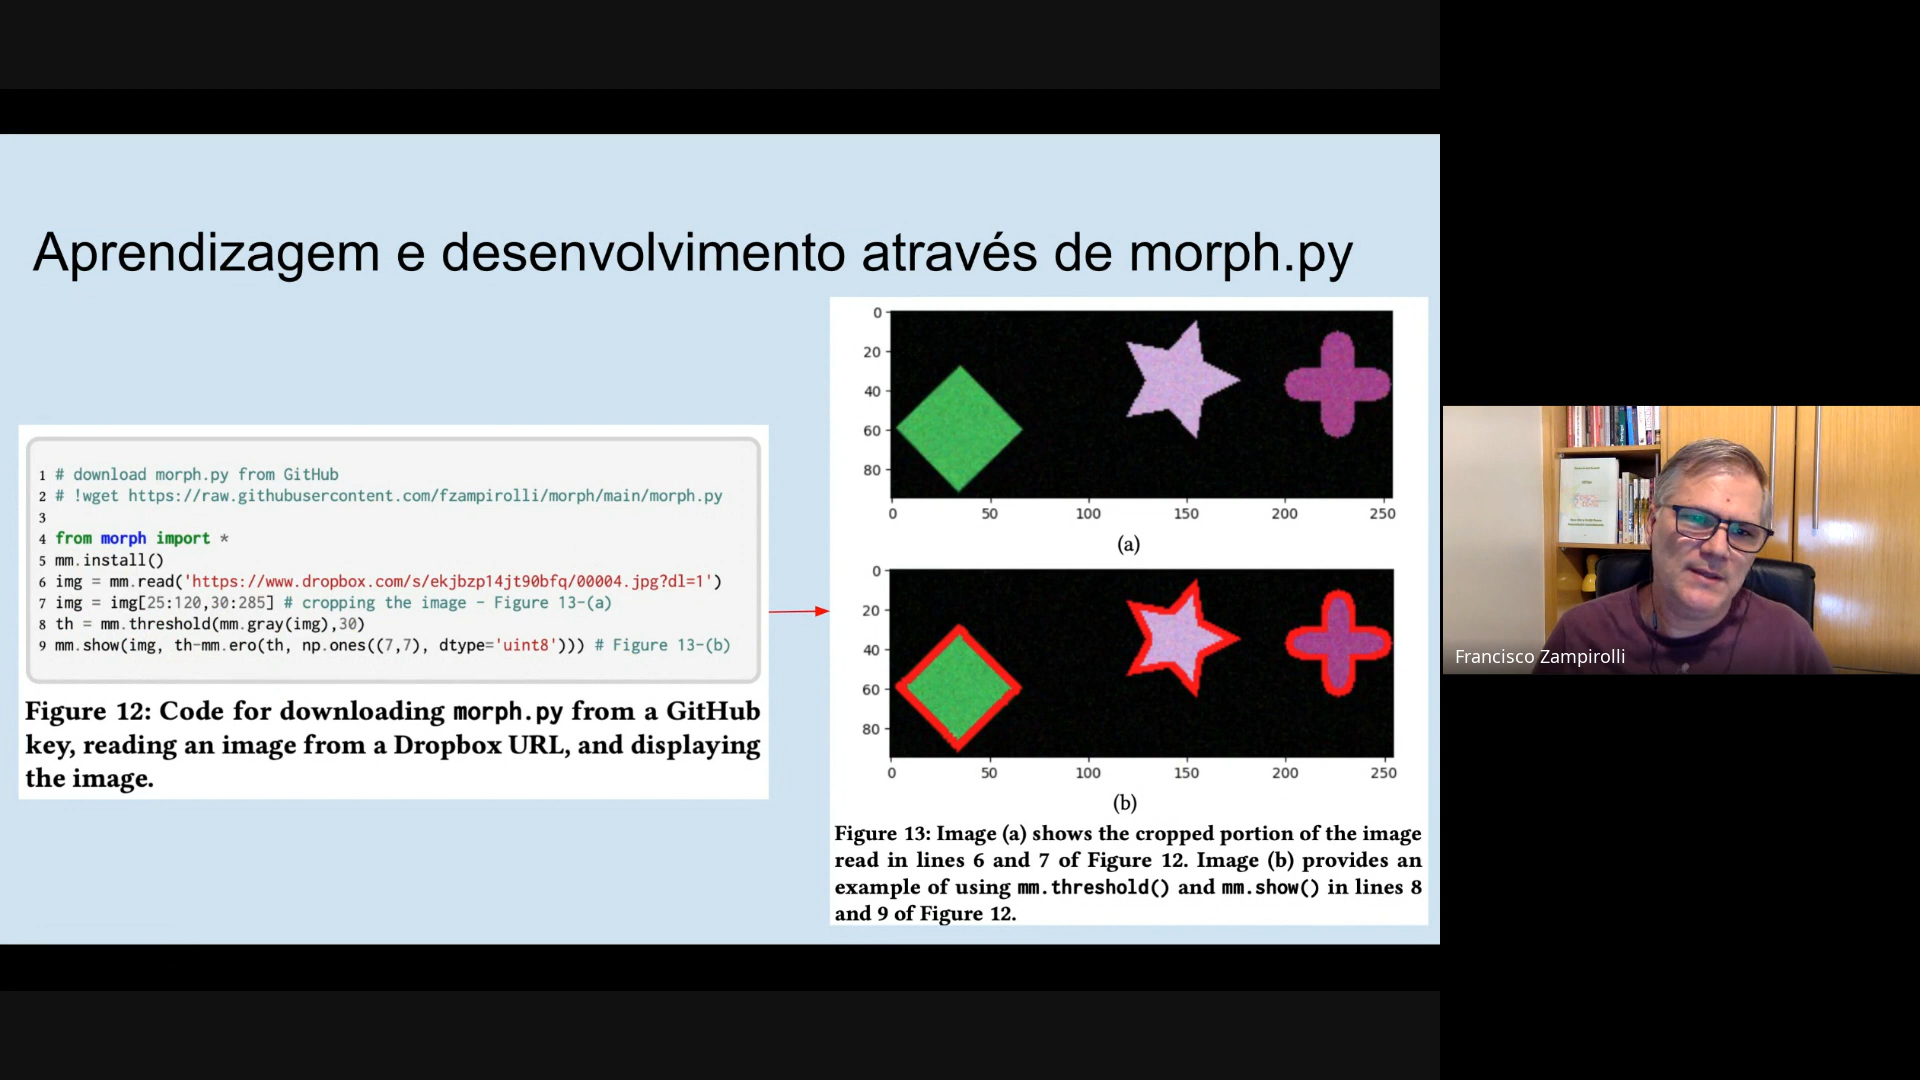 Aprendizagem e desenvolvimento através de morph.py
1 # download morph.py from GitHub
2 # !wget https://raw.githubusercontent.com/fzampirolli/morph/main/morph.py
3
4 from morph import *
5 mm.install()
6 img = mm.read('https://www.dropbox.com/s/ekjbzp14jt90bfq/00004.jpg?dl=1')
7 img = img[25:120,30:285] # cropping the image - Figure 13-(a)
8 th = mm.threshold(mm.gray(img),30)
9 mm.show(img, th-mm.ero(th, np.ones((7,7), dtype='uint8'))) # Figure 13-(b)
Figure 12: Code for downloading morph.py from a GitHub
key, reading an image from a Dropbox URL, and displaying
the image.
0
20
40
60
80
0 50 100 150 200 250
(a)
0
20
40
60
80
0 50 100 150 200 250
(b)
Figure 13: Image (a) shows the cropped portion of the image
read in lines 6 and 7 of Figure 12. Image (b) provides an
example of using mm.threshold() and mm.show() in lines 8
and 9 of Figure 12.
Francisco Zampirolli